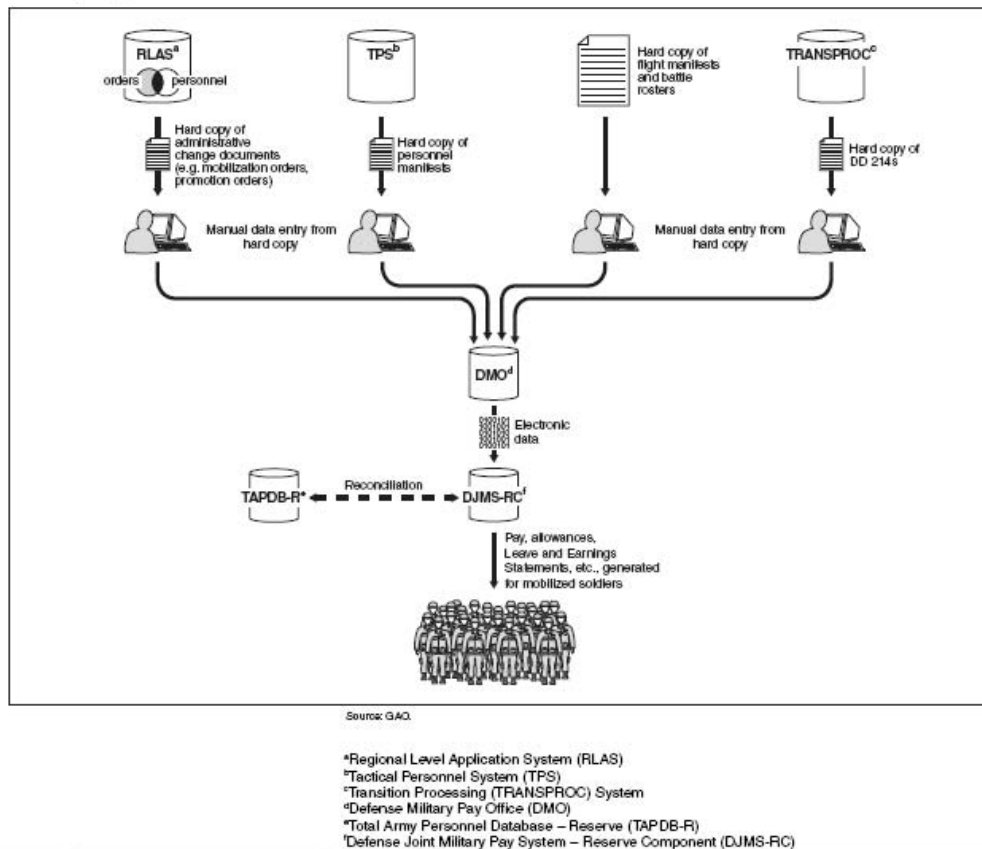 RLASa
orders personnel
TPSb
Hard copy of
flight manifests
and battle
rosters
TRANSPROCc
Hard copy of
administrative
change documents
(e.g. mobilization orders,
promotion orders)
Hard copy of
personnel
manifests
Hard copy of
DD 214s
Manual data entry from
hard copy
Manual data entry from
hard copy
DMOd
Electronic
data
TAPDB-Re
Reconciliation
DJMS-RCf
Pay, allowances,
Leave and Earnings
Statements, etc., generated
for mobilized soldiers
Source: GAO.
aRegional Level Application System (RLAS)
bTactical Personnel System (TPS)
cTransition Processing (TRANSPROC) System
dDefense Military Pay Office (DMO)
eTotal Army Personnel Database – Reserve (TAPDB-R)
fDefense Joint Military Pay System – Reserve Component (DJMS-RC)